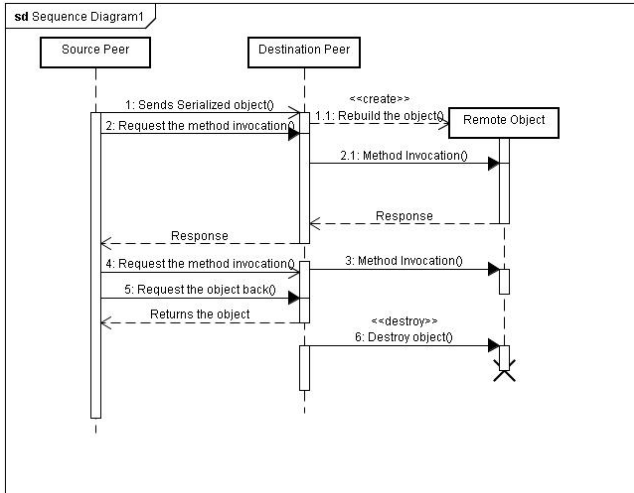 sd Sequence Diagram1
Source Peer
Destination Peer
<<create>>
1: Sends Serialized object()
1.1: Rebuild the object()
Remote Object
2: Request the method invocation()
2.1: Method Invocation()
Response
Response
4: Request the method invocation()
3: Method Invocation()
5: Request the object back()
Returns the object
<<destroy>>
6: Destroy object()